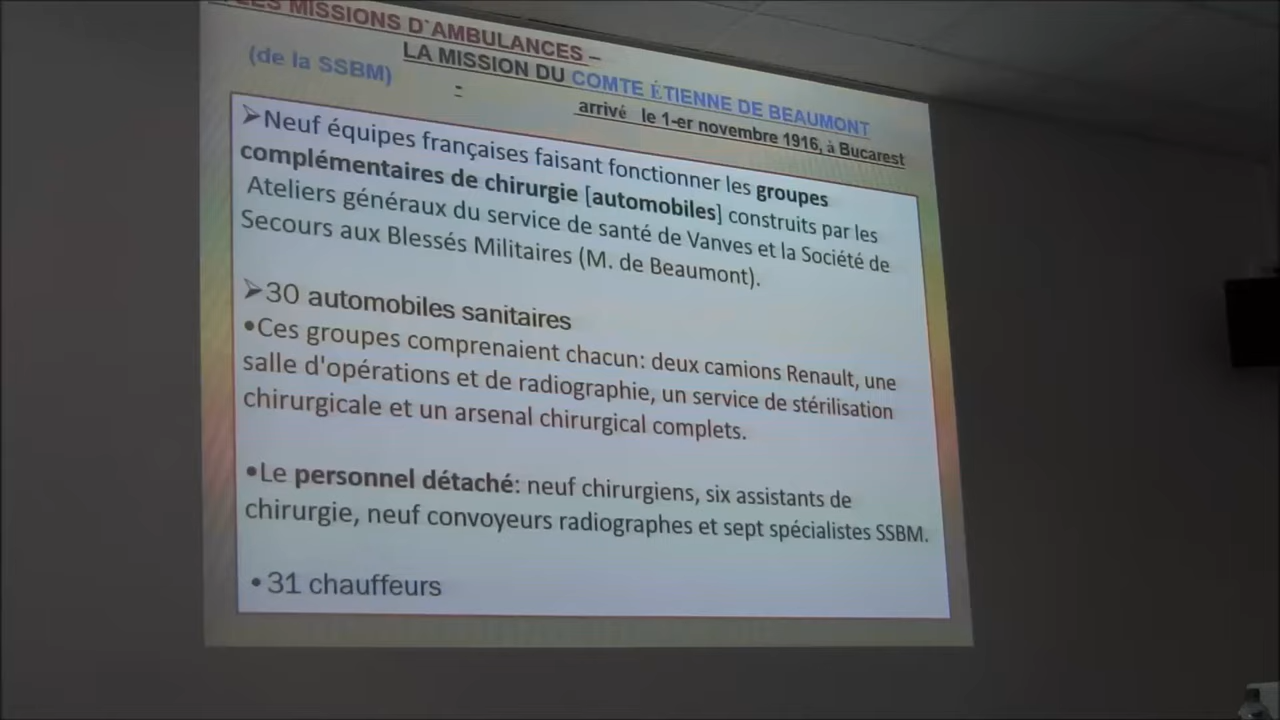 LES MISSIONS D`AMBULANCES –
LA MISSION DU COMTE ÉTIENNE DE BEAUMONT
(de la SSBM)
:
arrivé le 1-er novembre 1916, à Bucarest
➢Neuf équipes françaises faisant fonctionner les groupes
complémentaires de chirurgie [automobiles] construits par les
Ateliers généraux du service de santé de Vanves et la Société de
Secours aux Blessés Militaires (M. de Beaumont).
➢30 automobiles sanitaires
•Ces groupes comprenaient chacun: deux camions Renault, une
salle d'opérations et de radiographie, un service de stérilisation
chirurgicale et un arsenal chirurgical complets.
•Le personnel détaché: neuf chirurgiens, six assistants de
chirurgie, neuf convoyeurs radiographes et sept spécialistes SSBM.
•31 chauffeurs